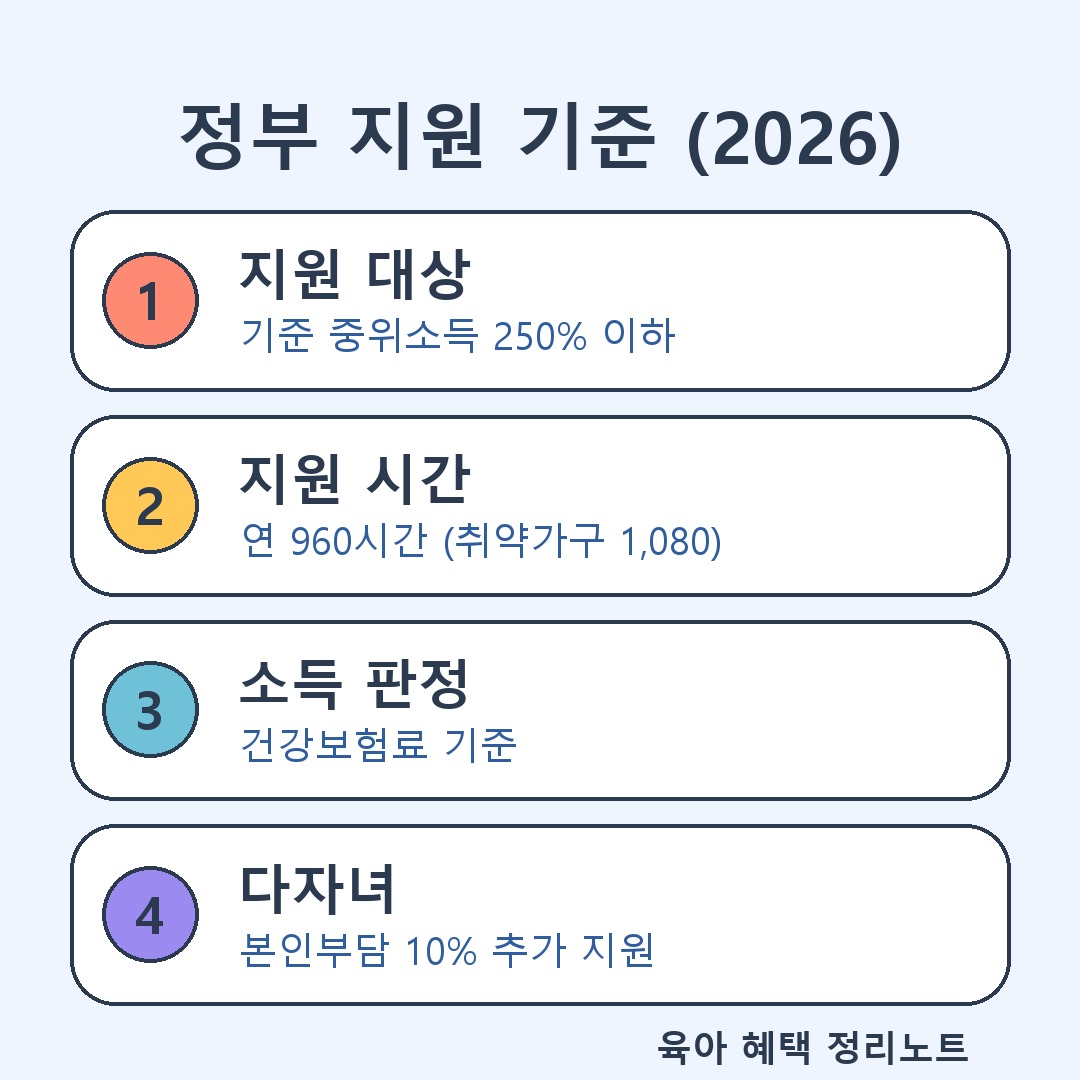 정부 지원 기준 (2026)
1
지원 대상
기준 중위소득 250% 이하
2
지원 시간
연 960시간 (취약가구 1,080)
3
소득 판정
건강보험료 기준
4
다자녀
본인부담 10% 추가 지원
육아 혜택 정리노트